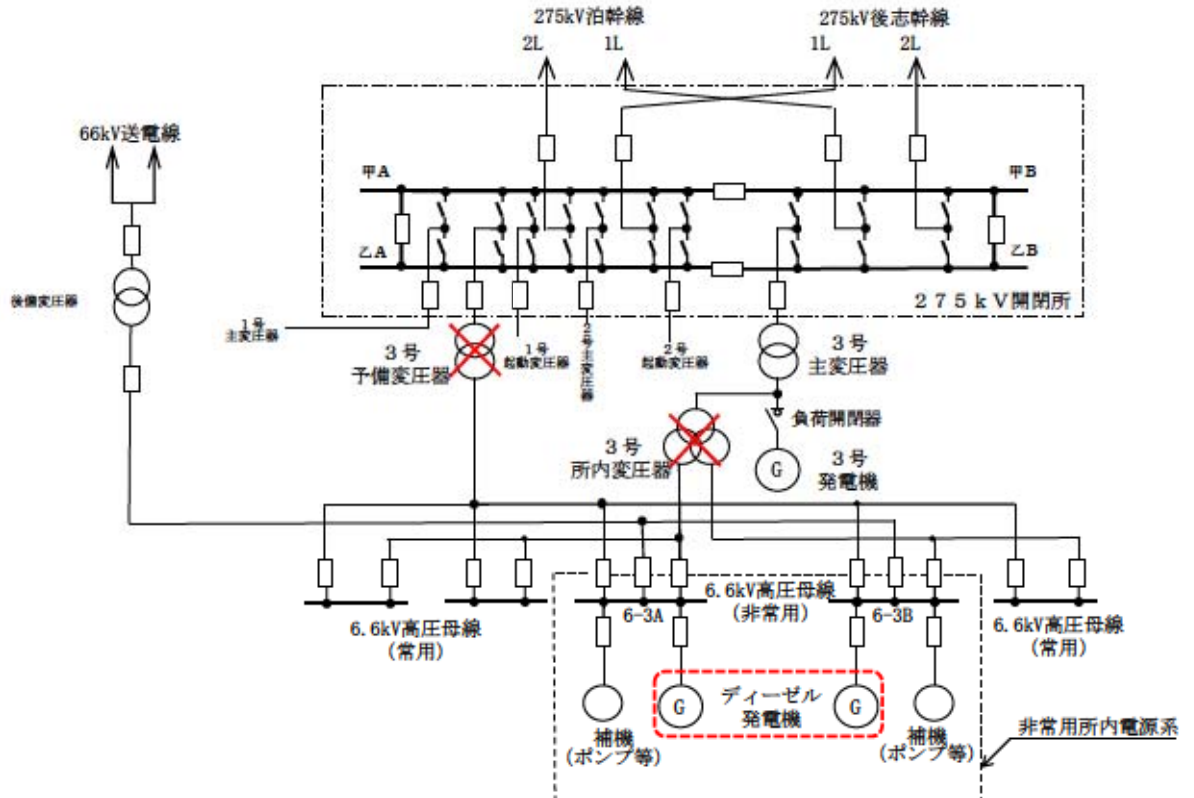 275kV泊幹線
275kV後志幹線
2L
1L
1L
2L
66kV送電線
甲A
甲B
乙A
乙B
275kV開閉所
後備変圧器
1号
主変圧器
3号
予備変圧器
1号
起動変圧器
2号主変圧器
2号
起動変圧器
3号
主変圧器
負荷開閉器
3号
所内変圧器
G
3号
発電機
6.6kV高圧母線
(常用)
6-3A
6.6kV高圧母線
(非常用)
6-3B
6.6kV高圧母線
(常用)
G
ディーゼル
発電機
G
補機
(ポンプ等)
補機
(ポンプ等)
非常用所内電源系